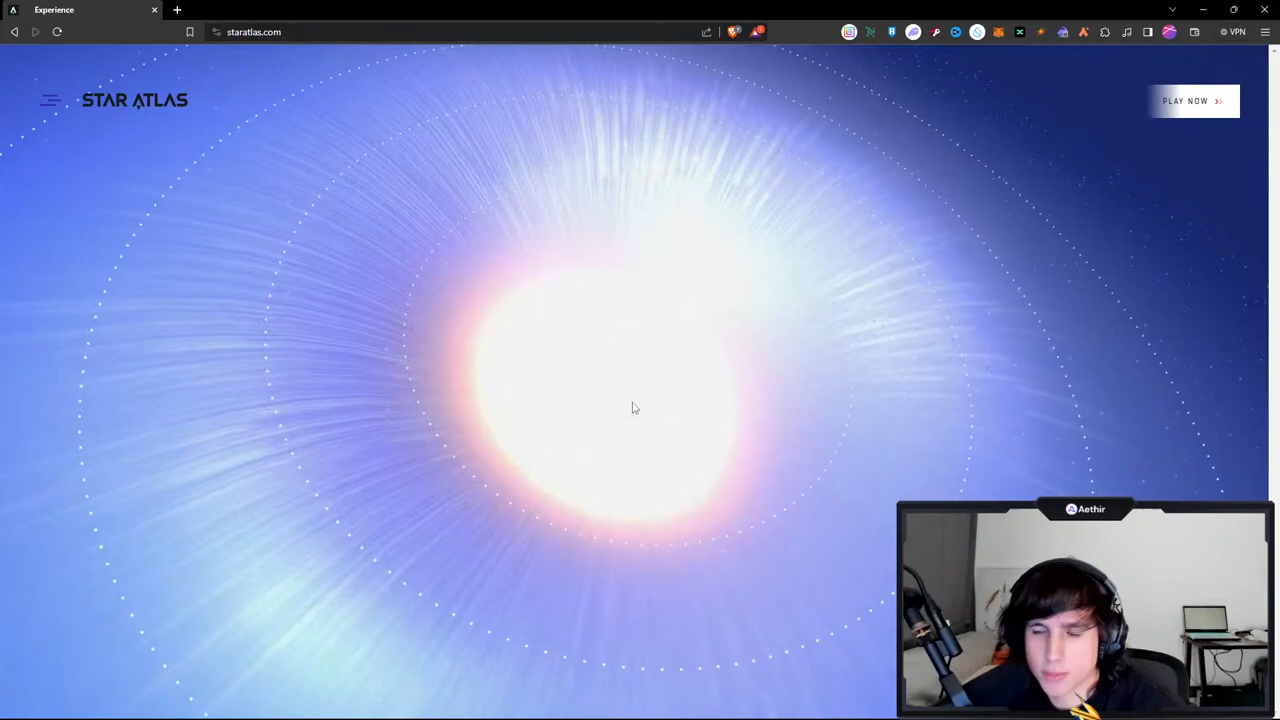 Experience
staratlas.com
VPN
STAR ATLAS
PLAY NOW
Aethir